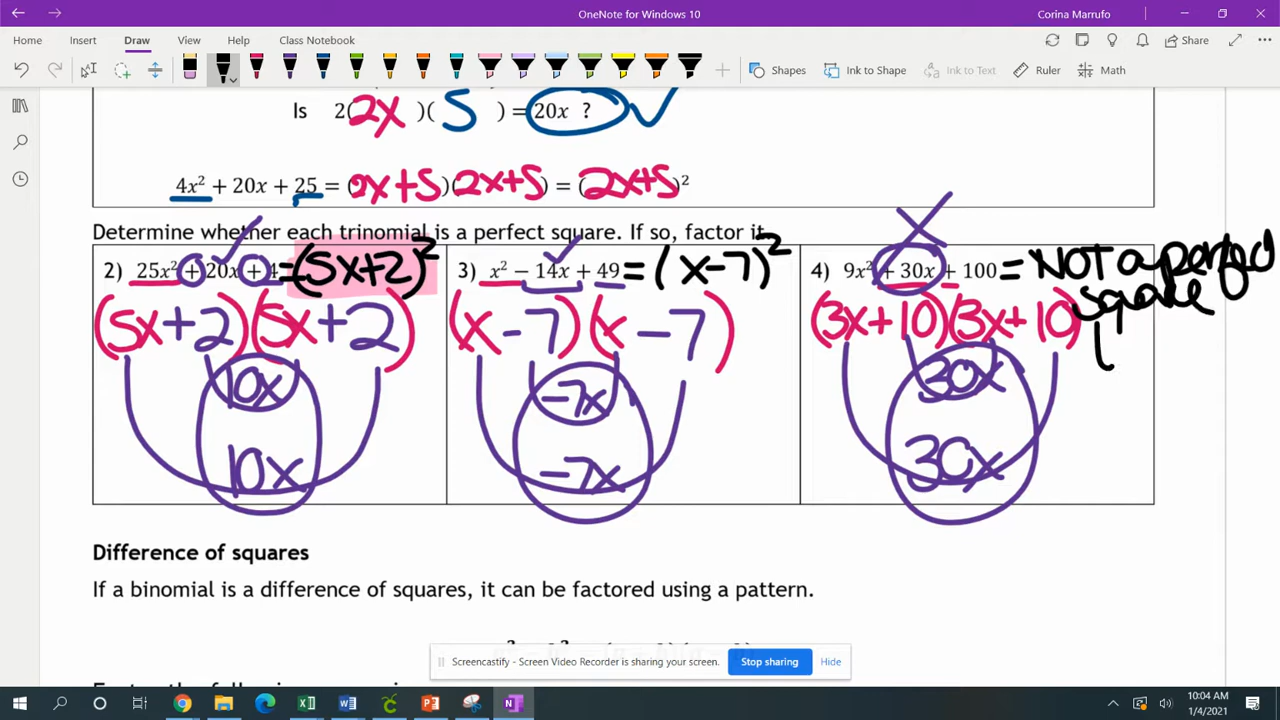 OneNote for Windows 10
Corina Marrufo
Home Insert Draw View Help Class Notebook
Share
Shapes Ink to Shape Ink to Text Ruler Math
Is 2(2x)(5) = 20x ? ✓
4x² + 20x + 25 = (2x+5)(2x+5) = (2x+5)²
Determine whether each trinomial is a perfect square. If so, factor it.
2) 25x² + 20x + 4 = (5x+2)²
(5x+2)(5x+2)
10x
10x
3) x² − 14x + 49 = (x-7)²
(x-7)(x-7)
-7x
-7x
4) 9x² + 30x + 100 = NOT a perfect
square
(3x+10)(3x+10)
30x
30x
Difference of squares
If a binomial is a difference of squares, it can be factored using a pattern.
Screencastify - Screen Video Recorder is sharing your screen. Stop sharing Hide
10:04 AM
1/4/2021